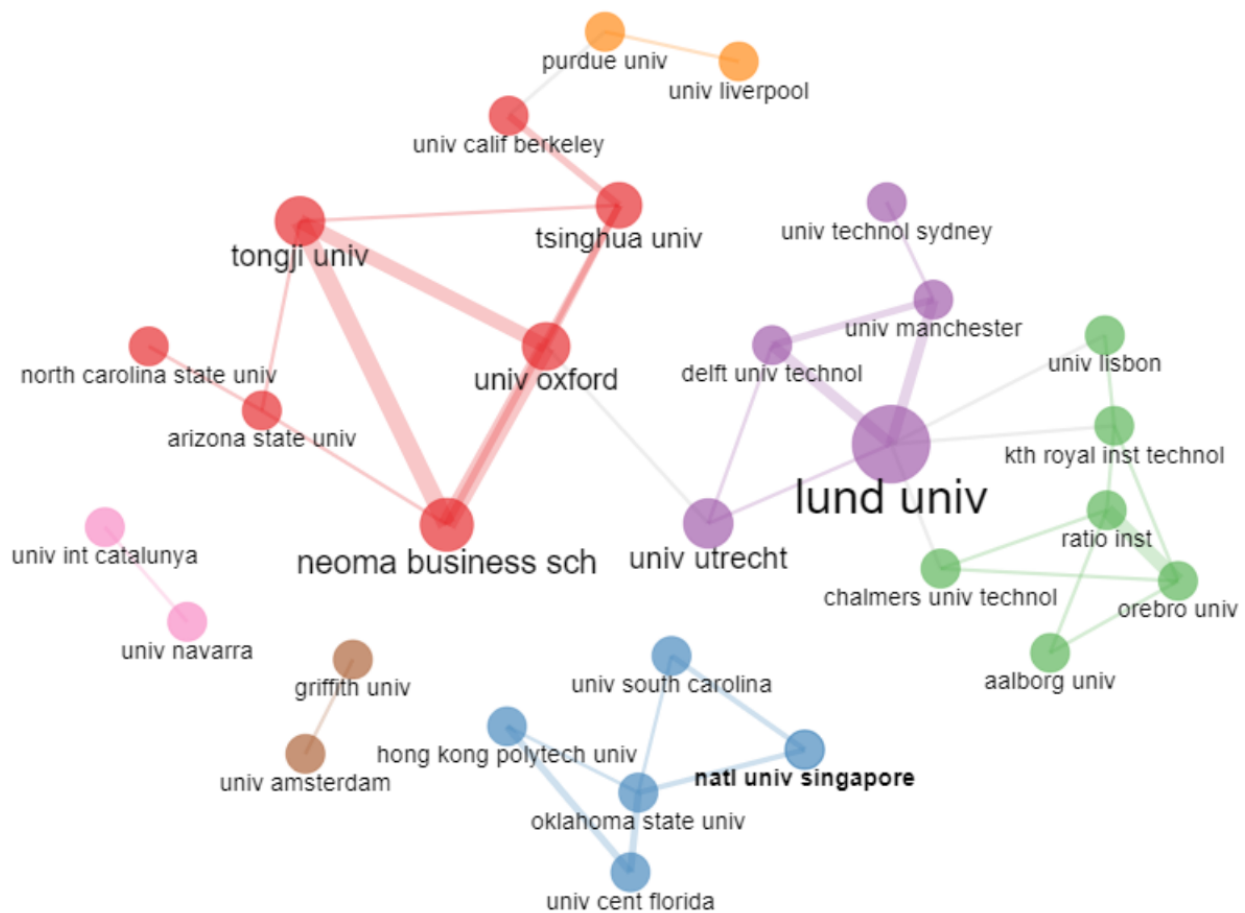 purdue univ
univ liverpool
univ calif berkeley
univ technol sydney
tsinghua univ
tongji univ
univ manchester
univ lisbon
north carolina state univ
univ oxford
delft univ technol
arizona state univ
kth royal inst technol
lund univ
ratio inst
univ int catalunya
neoma business sch
univ utrecht
chalmers univ technol
orebro univ
univ navarra
aalborg univ
griffith univ
univ south carolina
hong kong polytech univ
natl univ singapore
univ amsterdam
oklahoma state univ
univ cent florida